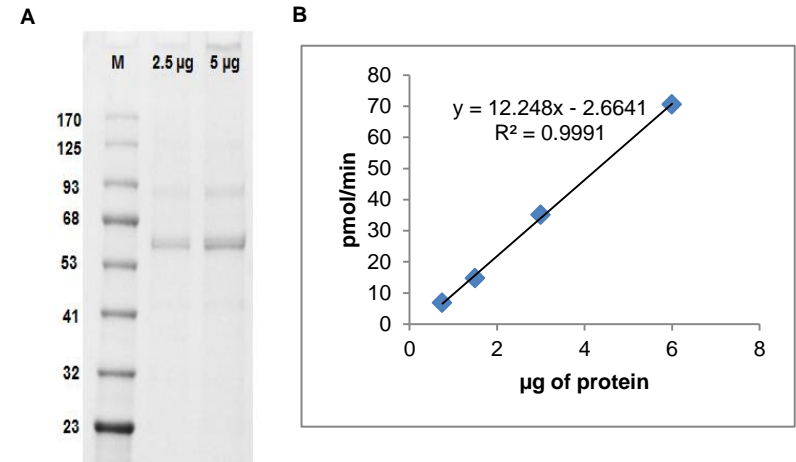 A
M 2.5 µg 5 µg
170
125
93
68
53
41
32
23
B
80
70
60
50
40
30
20
10
0
pmol/min
y = 12.248x - 2.6641
R² = 0.9991
0 2 4 6 8
µg of protein